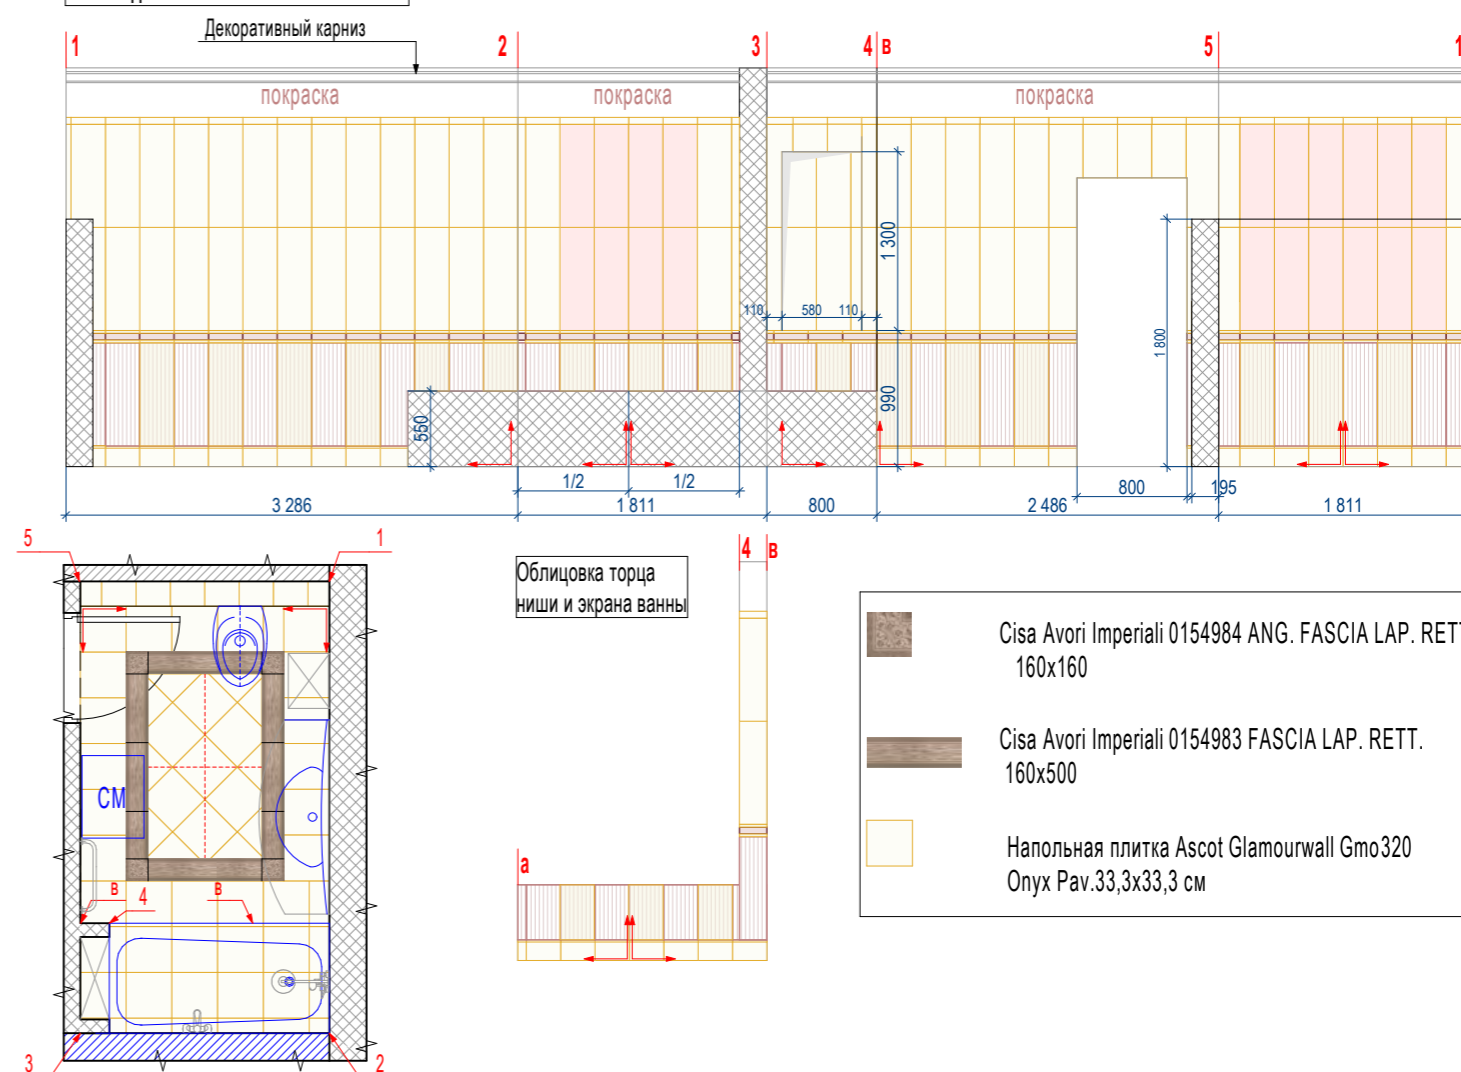 Декоративный карниз
1
2
3
4
в
5
1
покраска
покраска
покраска
1 300
110
580
110
1 800
990
550
1/2
1/2
800
195
3 286
1 811
800
2 486
1 811
5
1
СМ
в
4
в
3
2
Облицовка торца
ниши и экрана ванны
4
в
а
Cisa Avori Imperiali 0154984 ANG. FASCIA LAP. RETT
160x160
Cisa Avori Imperiali 0154983 FASCIA LAP. RETT.
160x500
Напольная плитка Ascot Glamourwall Gmo320
Onyx Pav.33,3x33,3 см